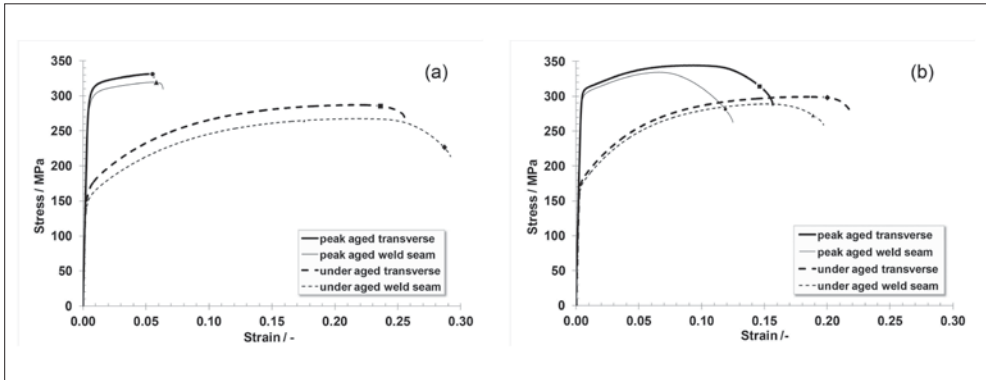 (a)
Stress / MPa
350
300
250
200
150
100
50
0
peak aged transverse
peak aged weld seam
under aged transverse
under aged weld seam
0.00 0.05 0.10 0.15 0.20 0.25 0.30
Strain /-
(b)
Stress / MPa
350
300
250
200
150
100
50
0
peak aged transverse
peak aged weld seam
under aged transverse
under aged weld seam
0.00 0.05 0.10 0.15 0.20 0.25 0.30
Strain /-